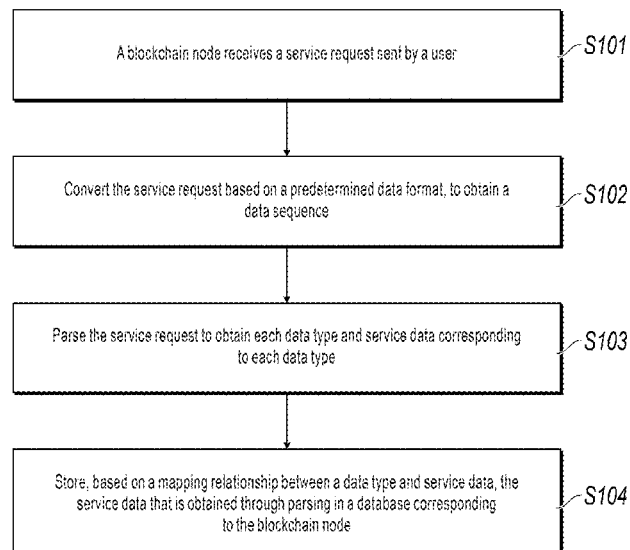 A blockchain node receives a service request sent by a user
S101
Convert the service request based on a predetermined data format, to obtain a
data sequence
S102
Parse the service request to obtain each data type and service data corresponding
to each data type
S103
Store, based on a mapping relationship between a data type and service data, the
service data that is obtained through parsing in a database corresponding
to the blockchain node
S104